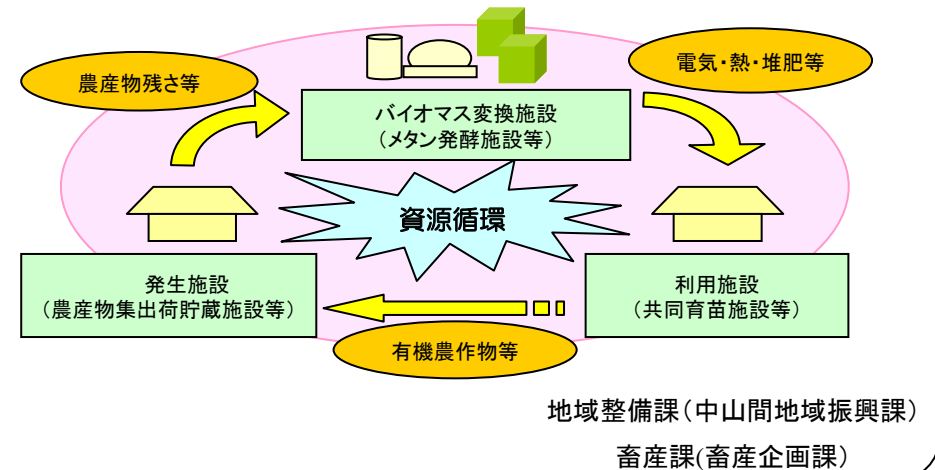 農産物残さ等
電気・熱・堆肥等
バイオマス変換施設
（メタン発酵施設等）
資源循環
発生施設
（農産物集出荷貯蔵施設等）
利用施設
（共同育苗施設等）
有機農作物等
地域整備課（中山間地域振興課）
畜産課(畜産企画課）